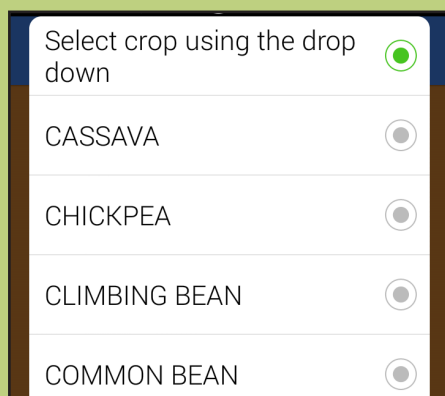 Select crop using the drop
down
CASSAVA
CHICKPEA
CLIMBING BEAN
COMMON BEAN